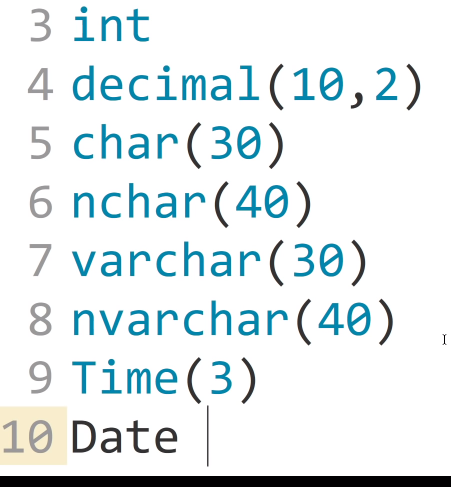 3 int
4 decimal(10,2)
5 char(30)
6 nchar(40)
7 varchar(30)
8 nvarchar(40)
9 Time(3)
10 Date